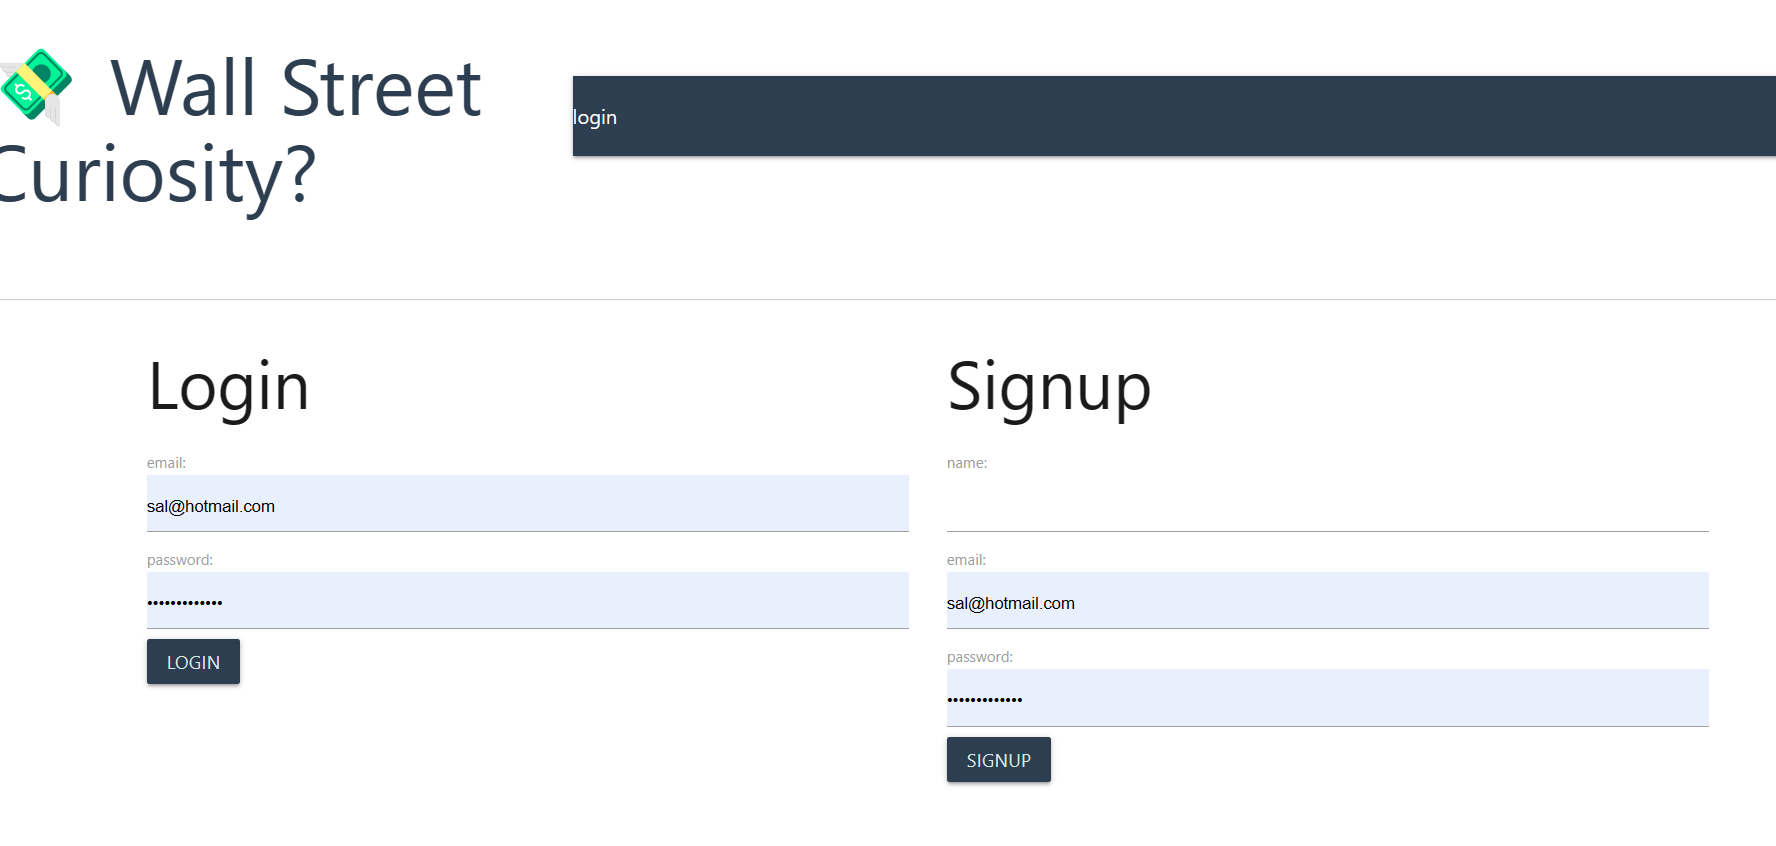 Wall Street
Curiosity?
login
Login
email:
sal@hotmail.com
password:
•••••••••••••
LOGIN
Signup
name:
email:
sal@hotmail.com
password:
•••••••••••••
SIGNUP